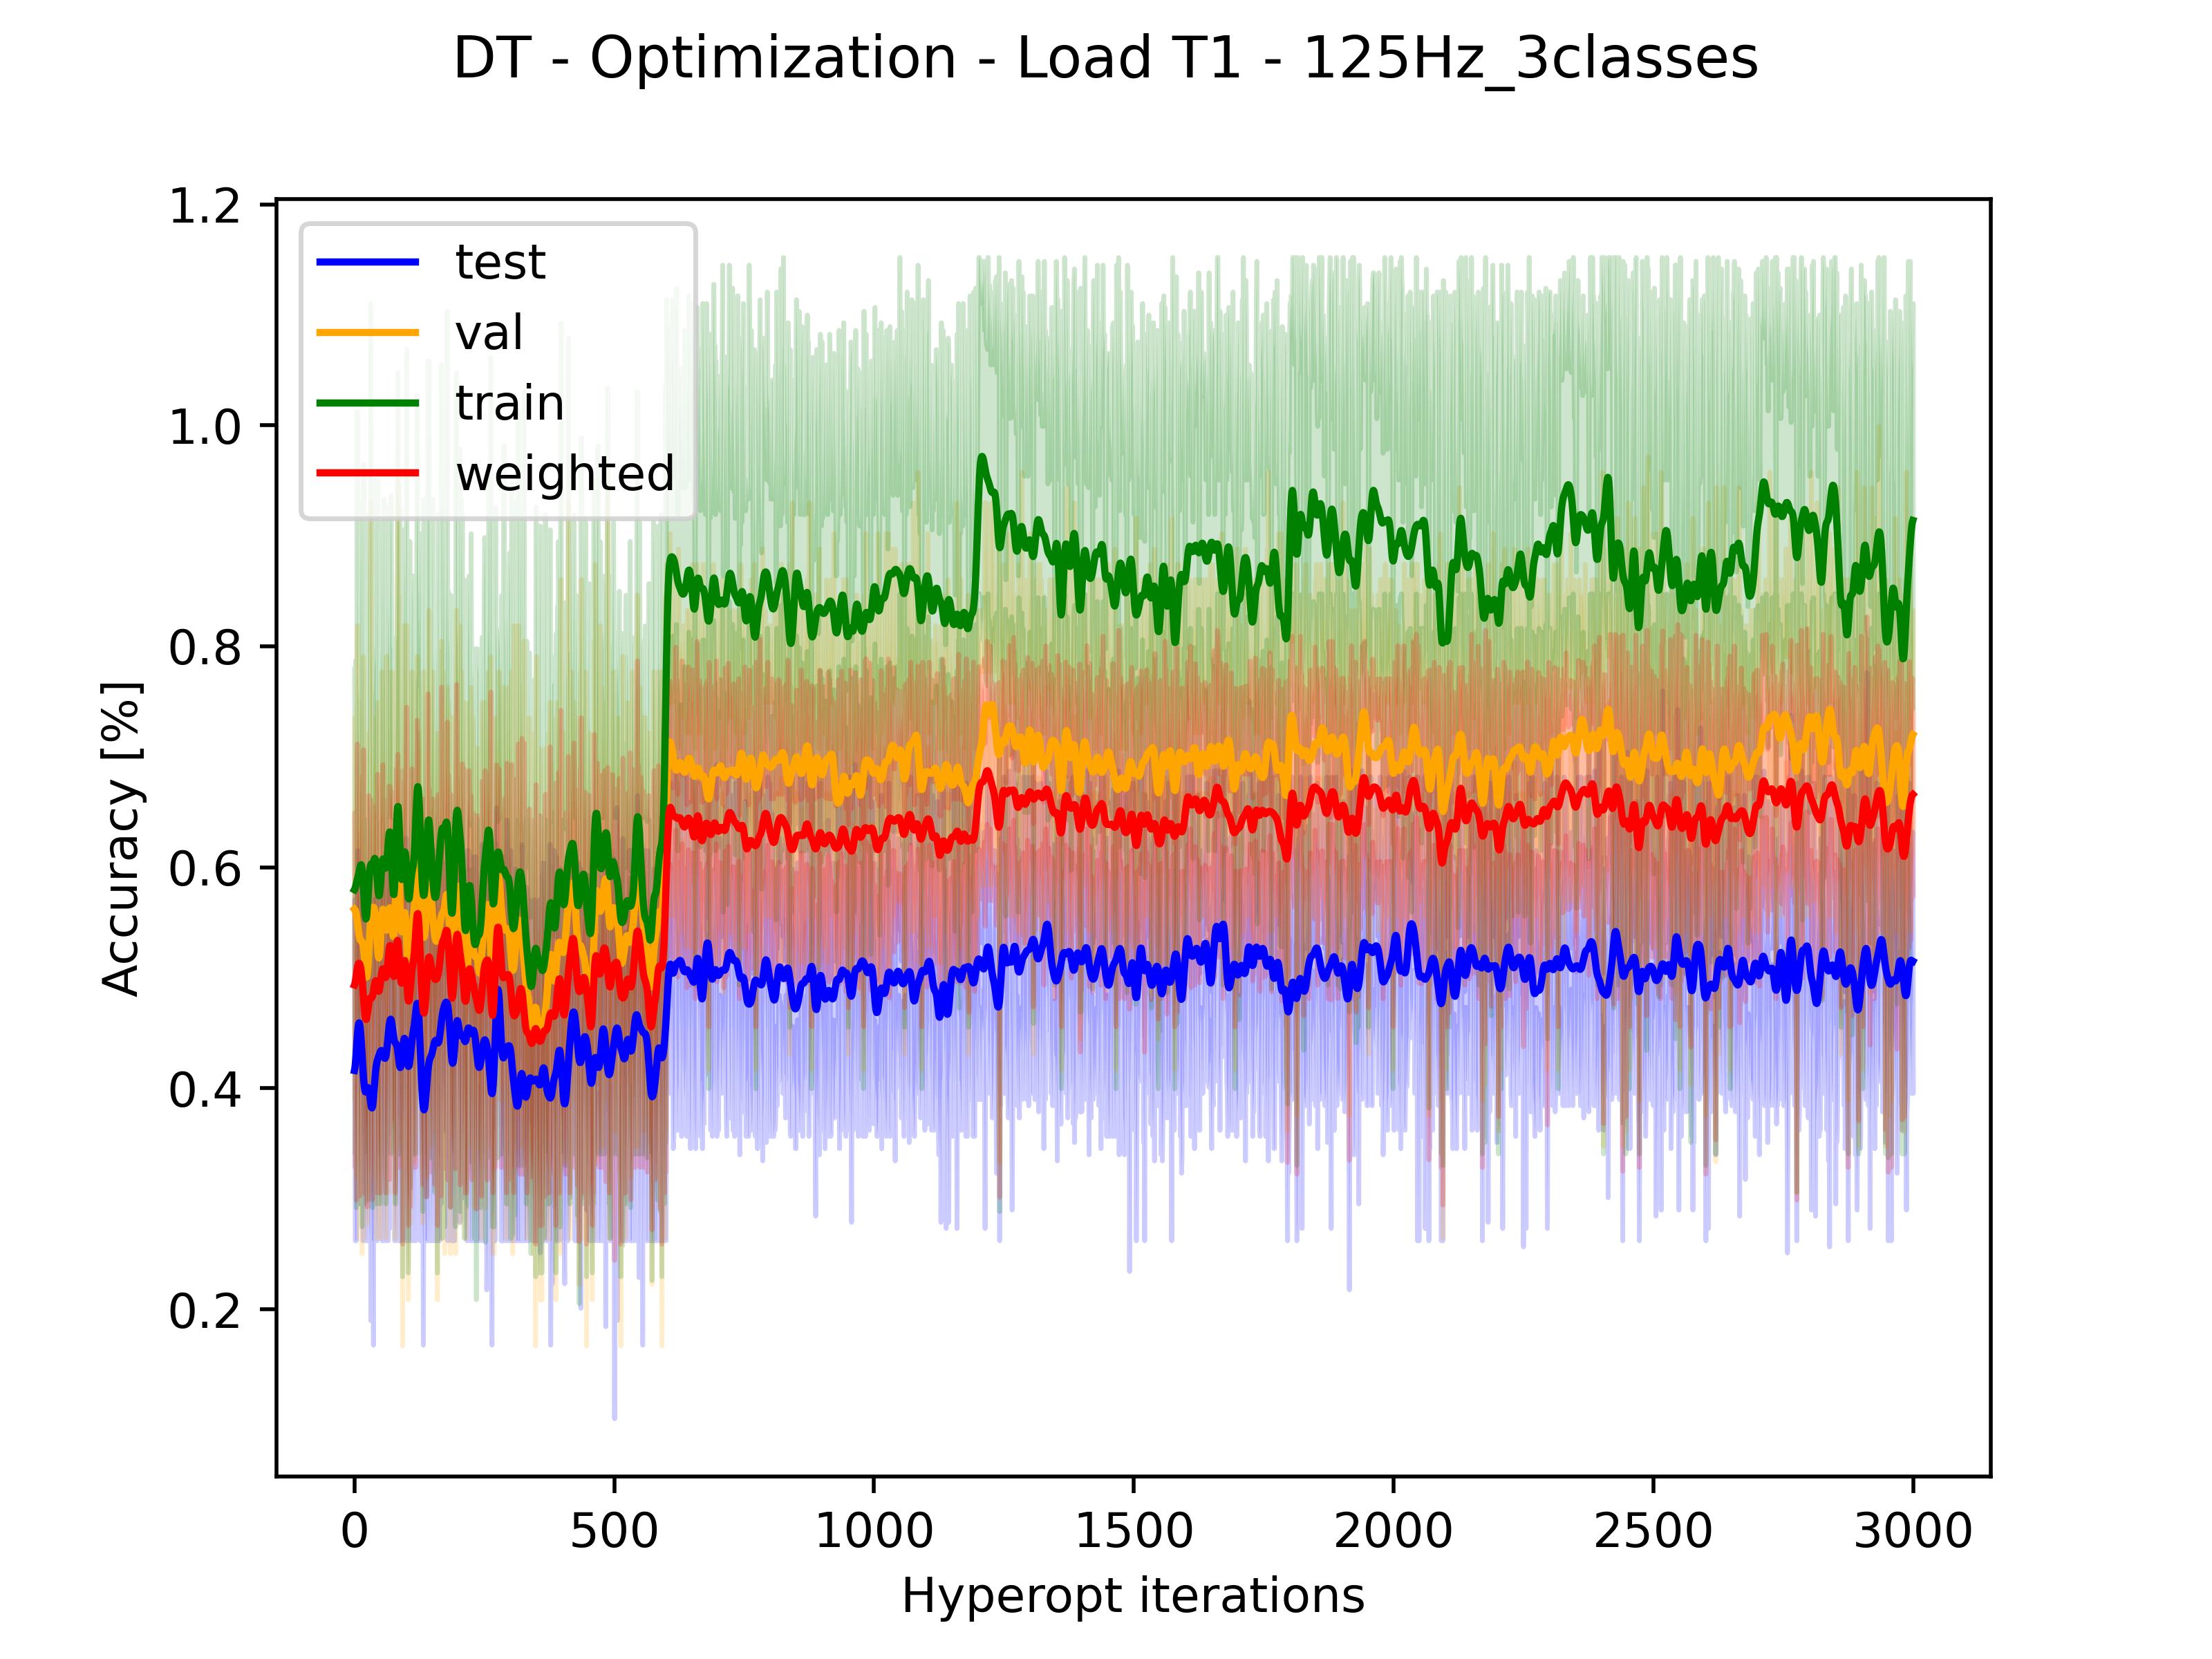 DT - Optimization - Load T1 - 125Hz_3classes
1.2
1.0
0.8
0.6
0.4
0.2
Accuracy [%]
test
val
train
weighted
0 500 1000 1500 2000 2500 3000
Hyperopt iterations